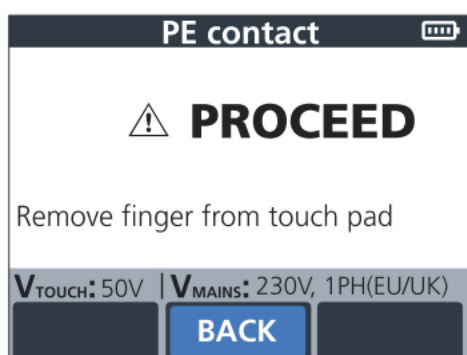 PE contact
⚠ PROCEED
Remove finger from touch pad
VTOUCH: 50V | VMAINS: 230V, 1PH(EU/UK)
BACK